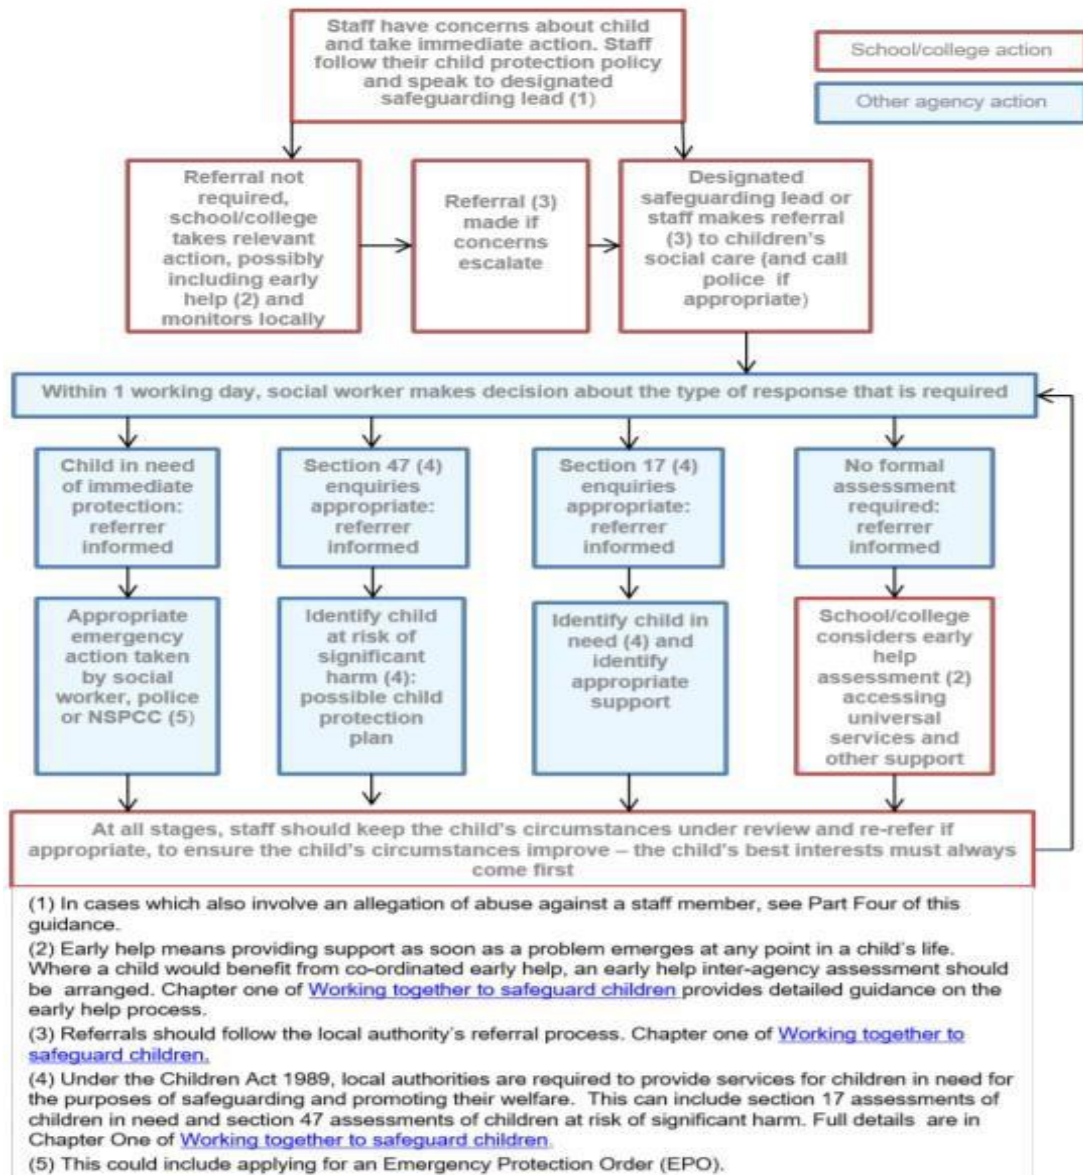 Staff have concerns about child
and take immediate action. Staff
follow their child protection policy
and speak to designated
safeguarding lead (1)
School/college action
Other agency action
Referral not
required,
school/college
takes relevant
action, possibly
including early
help (2) and
monitors locally
Referral (3)
made if
concerns
escalate
Designated
safeguarding lead or
staff makes referral
(3) to children's
social care (and call
police if
appropriate)
Within 1 working day, social worker makes decision about the type of response that is required
Child in need
of immediate
protection:
referrer
informed
Section 47 (4)
enquiries
appropriate:
referrer
informed
Section 17 (4)
enquiries
appropriate:
referrer
informed
No formal
assessment
required:
referrer
informed
Appropriate
emergency
action taken
by social
worker, police
or NSPCC (5)
Identify child
at risk of
significant
harm (4):
possible child
protection
plan
Identify child in
need (4) and
identify
appropriate
support
School/college
considers early
help
assessment (2)
accessing
universal
services and
other support
At all stages, staff should keep the child's circumstances under review and re-refer if
appropriate, to ensure the child's circumstances improve – the child's best interests must always
come first
(1) In cases which also involve an allegation of abuse against a staff member, see Part Four of this
guidance.
(2) Early help means providing support as soon as a problem emerges at any point in a child's life.
Where a child would benefit from co-ordinated early help, an early help inter-agency assessment should
be arranged. Chapter one of Working together to safeguard children provides detailed guidance on the
early help process.
(3) Referrals should follow the local authority's referral process. Chapter one of Working together to
safeguard children.
(4) Under the Children Act 1989, local authorities are required to provide services for children in need for
the purposes of safeguarding and promoting their welfare. This can include section 17 assessments of
children in need and section 47 assessments of children at risk of significant harm. Full details are in
Chapter One of Working together to safeguard children.
(5) This could include applying for an Emergency Protection Order (EPO).